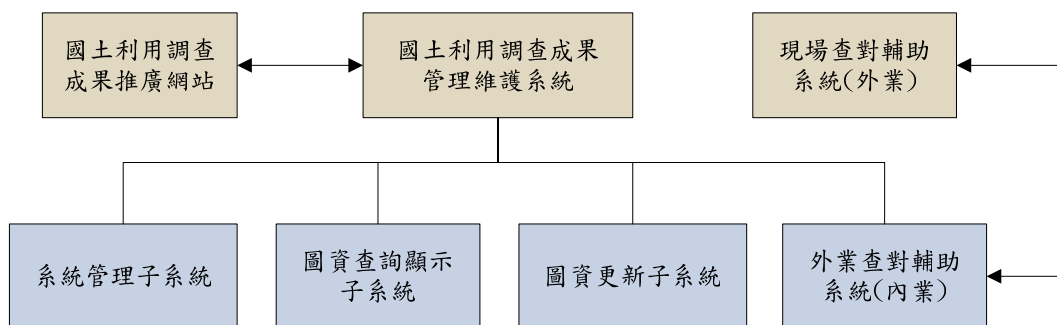 國土利用調查
成果推廣網站
國土利用調查成果
管理維護系統
現場查對輔助
系統(外業)
系統管理子系統
圖資查詢顯示
子系統
圖資更新子系統
外業查對輔助
系統(內業)